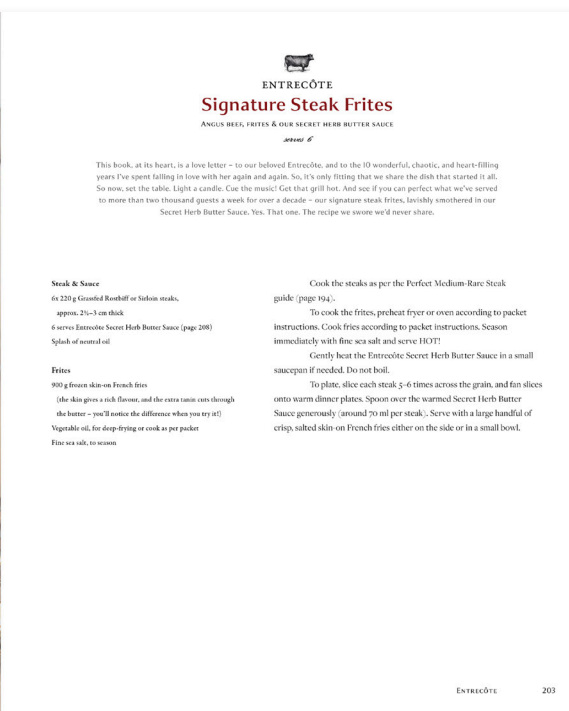 ENTRECÔTE
Signature Steak Frites
ANGUS BEEF, FRITES & OUR SECRET HERB BUTTER SAUCE
serves 6
This book, at its heart, is a love letter – to our beloved Entrecôte, and to the 10 wonderful, chaotic, and heart-filling
years I've spent falling in love with her again and again. So, it's only fitting that we share the dish that started it all.
So now, set the table. Light a candle. Cue the music! Get that grill hot. And see if you can perfect what we've served
to more than two thousand guests a week for over a decade – our signature steak frites, lavishly smothered in our
Secret Herb Butter Sauce. Yes. That one. The recipe we swore we'd never share.
Steak & Sauce
6x 220 g Grassfed Rostbiff or Sirloin steaks,
approx. 2½–3 cm thick
6 serves Entrecôte Secret Herb Butter Sauce (page 208)
Splash of neutral oil
Frites
900 g frozen skin-on French fries
(the skin gives a rich flavour, and the extra tanin cuts through
the butter – you'll notice the difference when you try it!)
Vegetable oil, for deep-frying or cook as per packet
Fine sea salt, to season
Cook the steaks as per the Perfect Medium-Rare Steak
guide (page 194).
To cook the frites, preheat fryer or oven according to packet
instructions. Cook fries according to packet instructions. Season
immediately with fine sea salt and serve HOT!
Gently heat the Entrecôte Secret Herb Butter Sauce in a small
saucepan if needed. Do not boil.
To plate, slice each steak 5–6 times across the grain, and fan slices
onto warm dinner plates. Spoon over the warmed Secret Herb Butter
Sauce generously (around 70 ml per steak). Serve with a large handful of
crisp, salted skin-on French fries either on the side or in a small bowl.
ENTRECÔTE 203